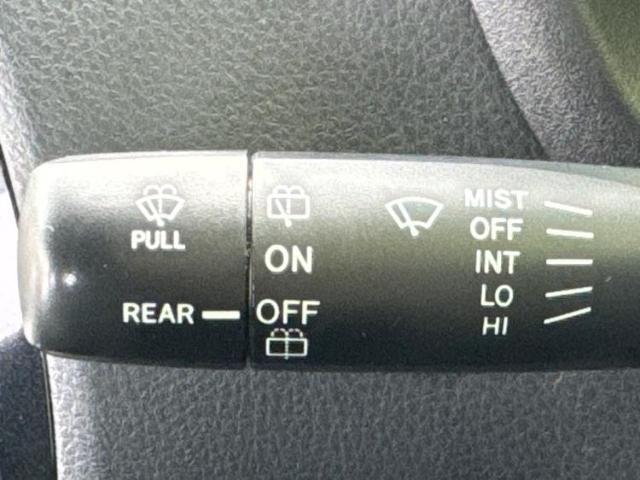 PULL
REAR
ON
OFF
MIST
OFF
INT
LO
HI